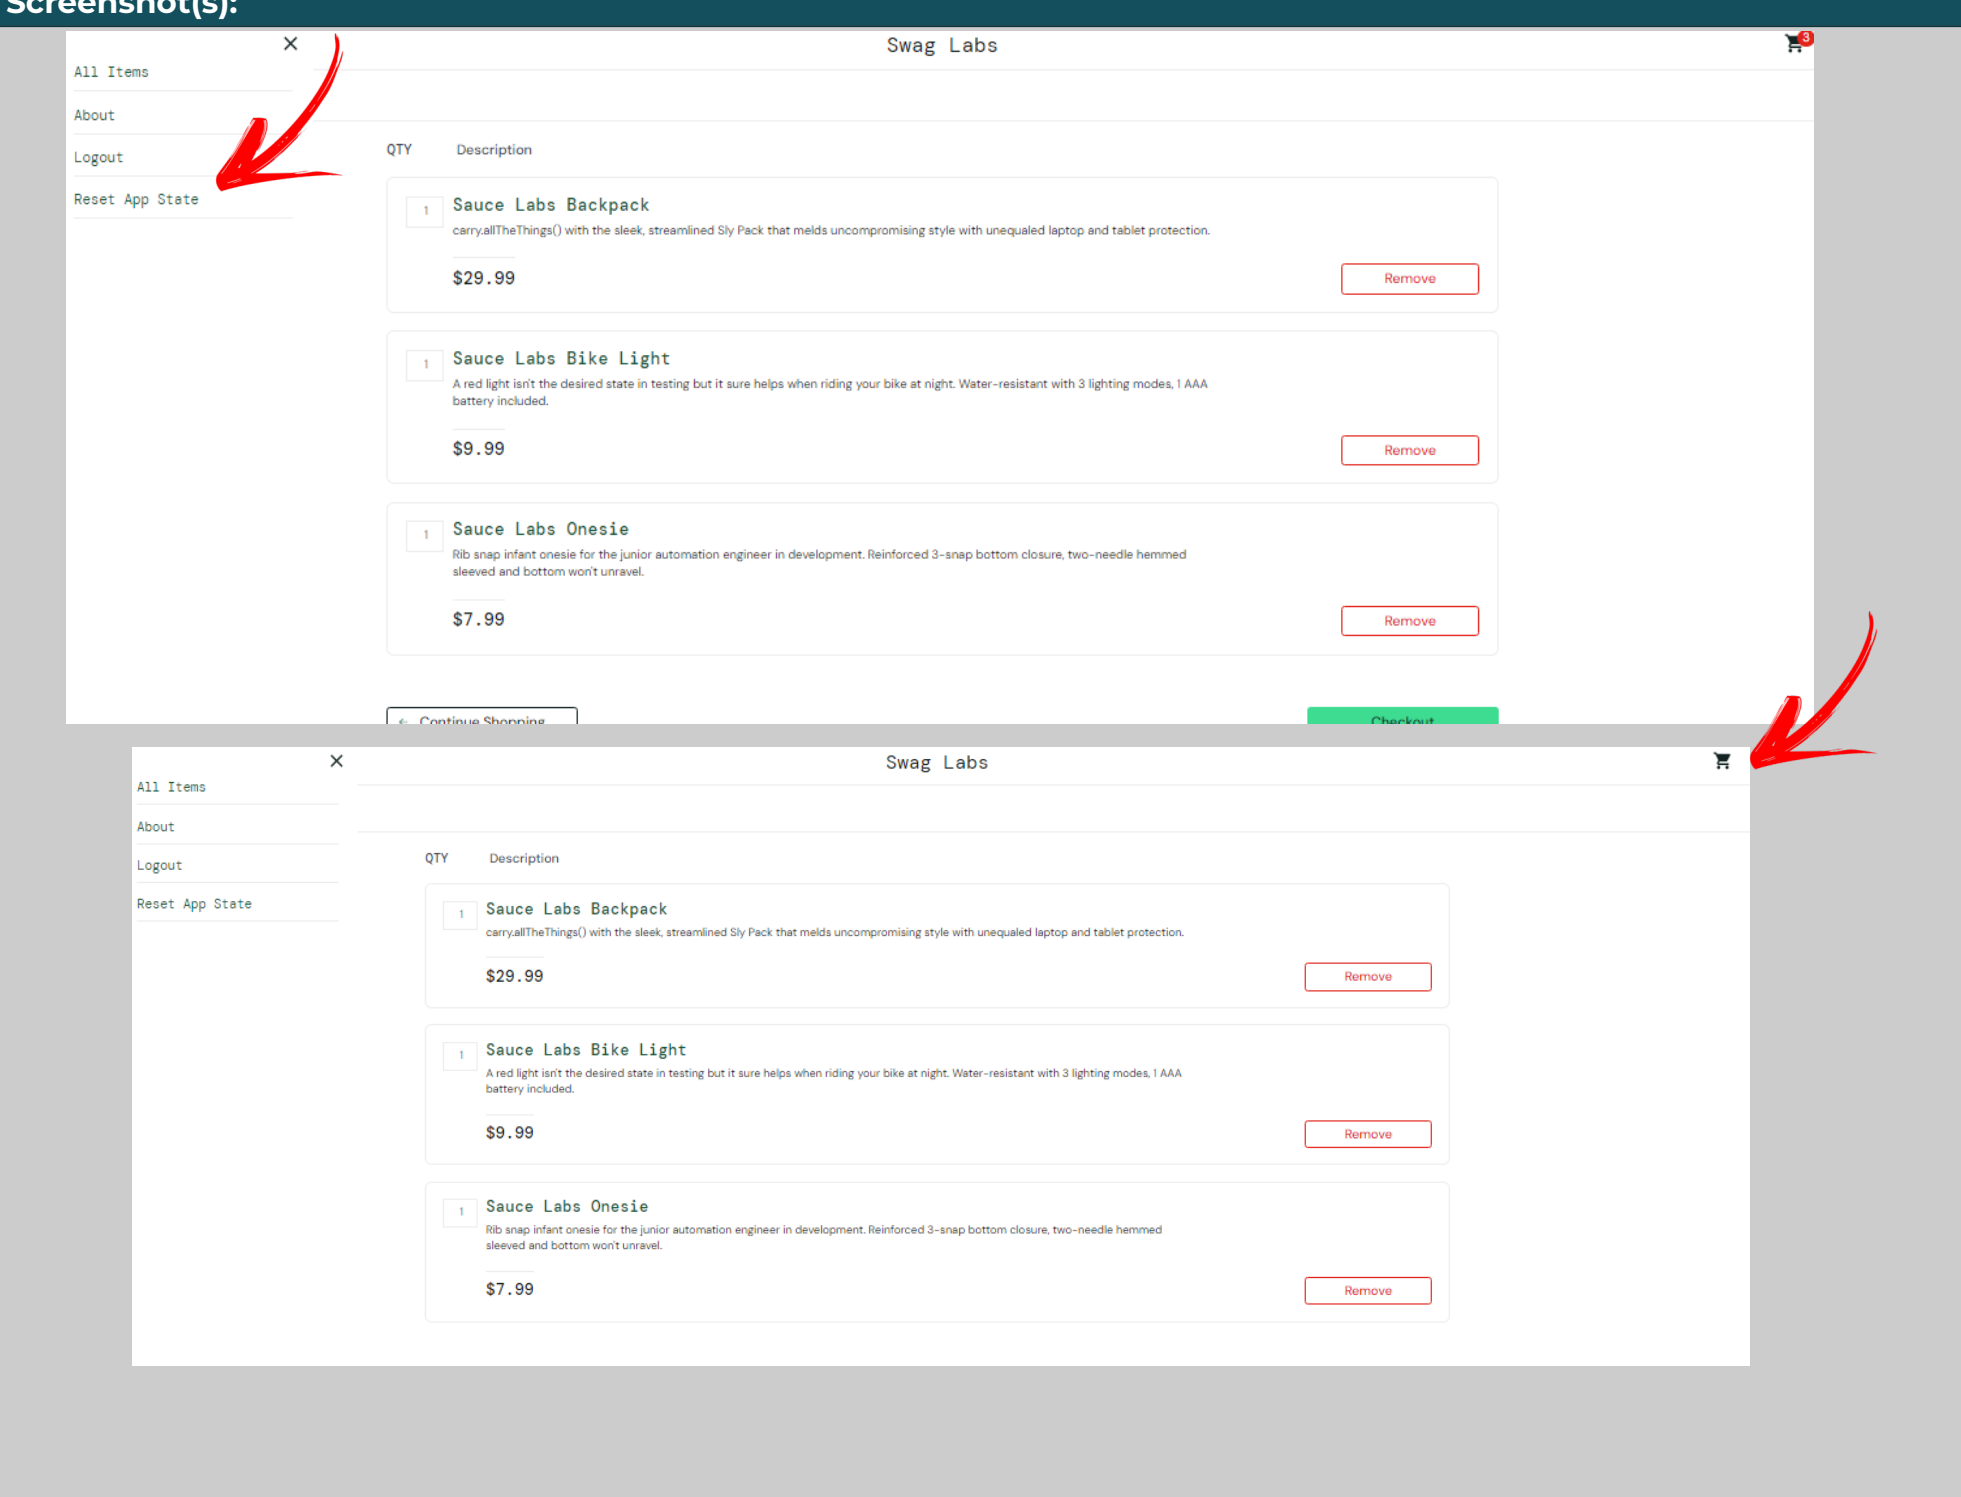 Screenshot(s):
Swag Labs
3
All Items
About
Logout
Reset App State
QTY Description
1 Sauce Labs Backpack
carry.allTheThings() with the sleek, streamlined Sly Pack that melds uncompromising style with unequaled laptop and tablet protection.
$29.99 Remove
1 Sauce Labs Bike Light
A red light isn't the desired state in testing but it sure helps when riding your bike at night. Water-resistant with 3 lighting modes, 1 AAA
battery included.
$9.99 Remove
1 Sauce Labs Onesie
Rib snap infant onesie for the junior automation engineer in development. Reinforced 3-snap bottom closure, two-needle hemmed
sleeved and bottom won't unravel.
$7.99 Remove
Continue Shopping Checkout
Swag Labs
All Items
About
Logout
Reset App State
QTY Description
1 Sauce Labs Backpack
carry.allTheThings() with the sleek, streamlined Sly Pack that melds uncompromising style with unequaled laptop and tablet protection.
$29.99 Remove
1 Sauce Labs Bike Light
A red light isn't the desired state in testing but it sure helps when riding your bike at night. Water-resistant with 3 lighting modes, 1 AAA
battery included.
$9.99 Remove
1 Sauce Labs Onesie
Rib snap infant onesie for the junior automation engineer in development. Reinforced 3-snap bottom closure, two-needle hemmed
sleeved and bottom won't unravel.
$7.99 Remove